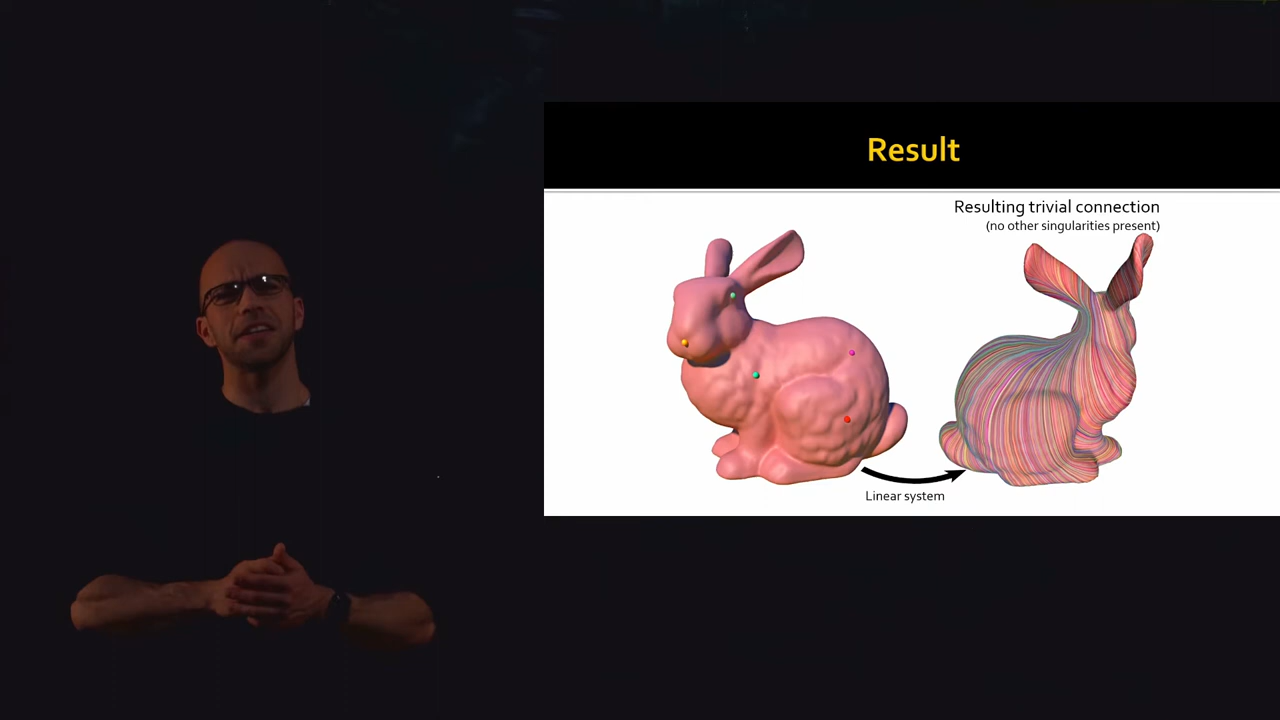 Result
Resulting trivial connection
(no other singularities present)
Linear system